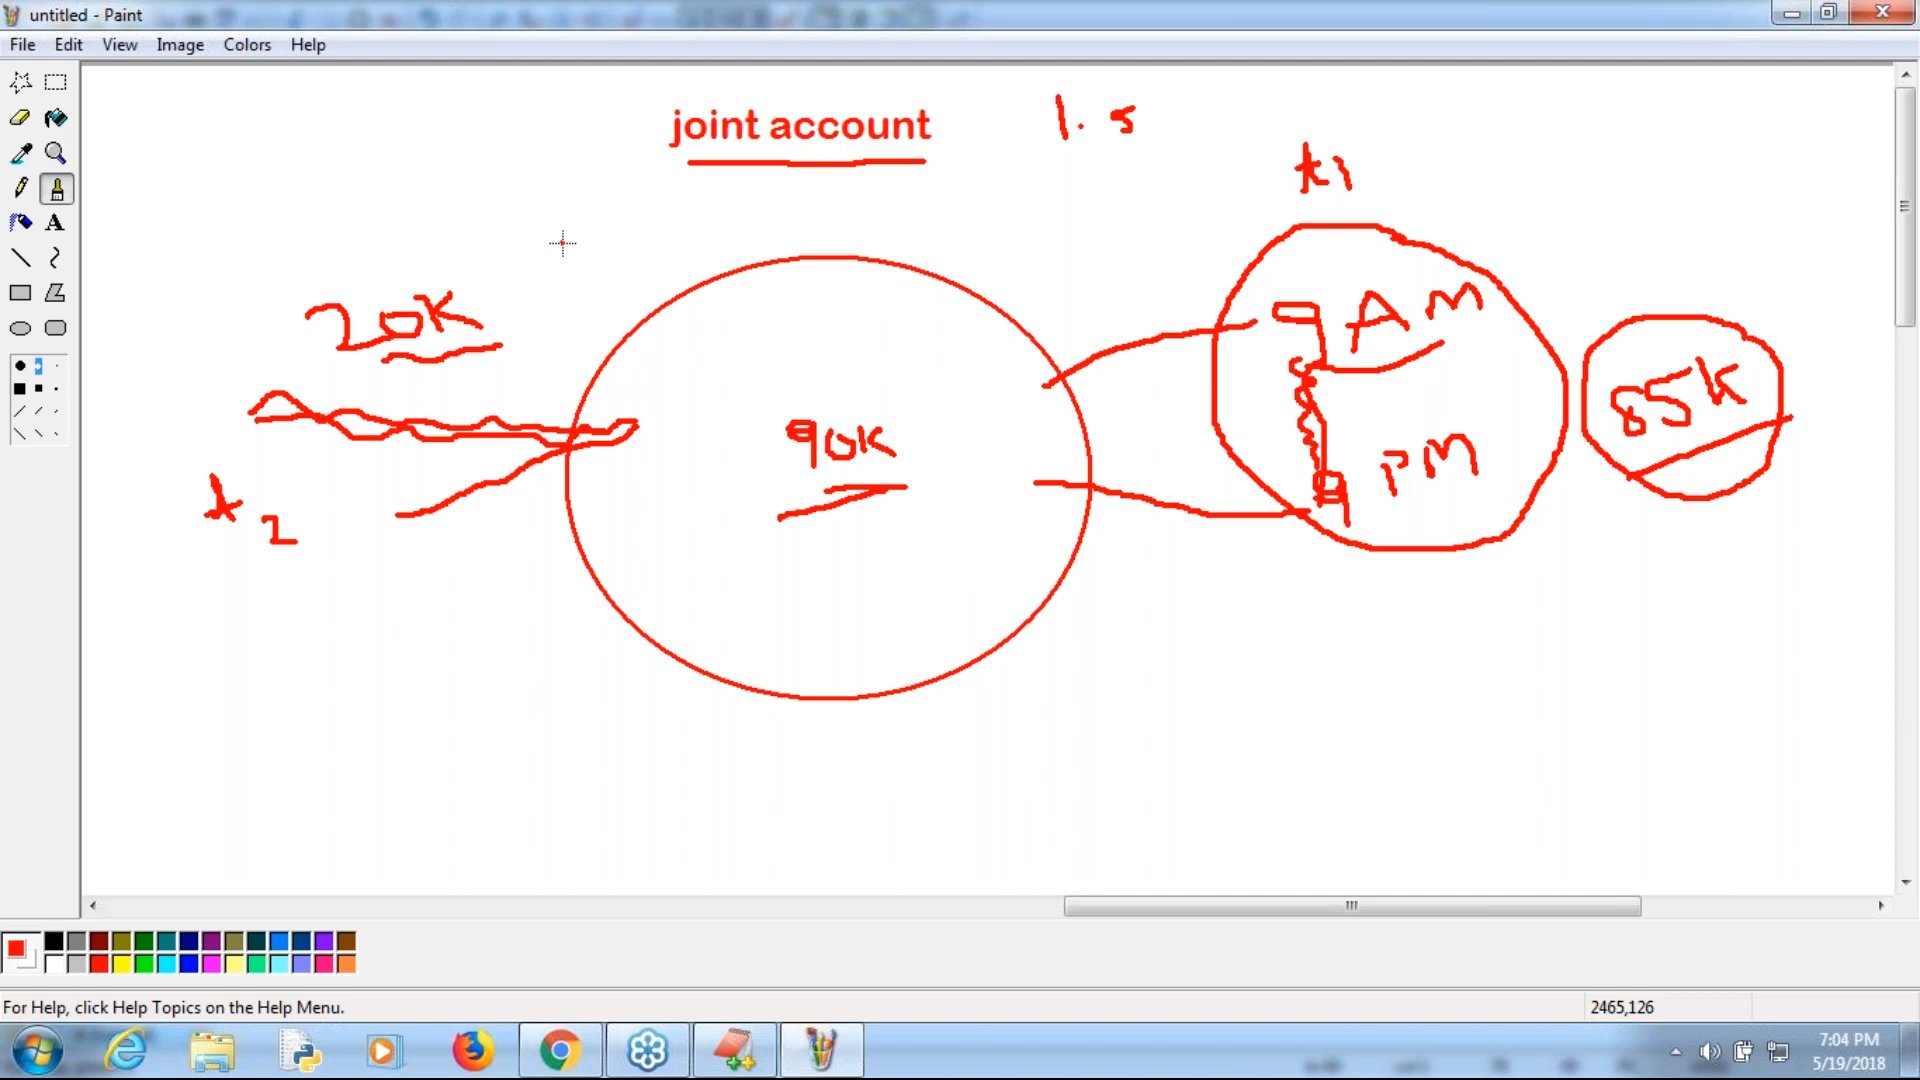 untitled - Paint
File Edit View Image Colors Help
joint account
1.5
t1
20K
9 AM
90K
85K
9 PM
t2
For Help, click Help Topics on the Help Menu.
2465,126
7:04 PM
5/19/2018